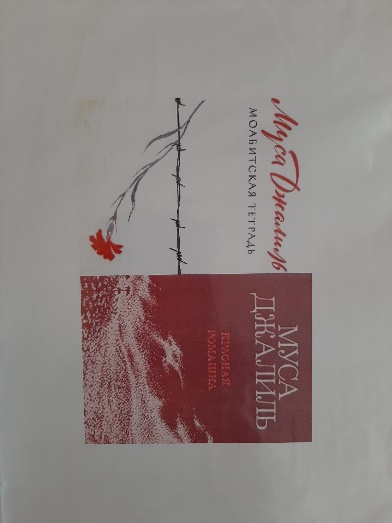 Муса Джалиль
МОАБИТСКАЯ ТЕТРАДЬ
МУСА
ДЖАЛИЛЬ
КРАСНАЯ
РОМАШКА